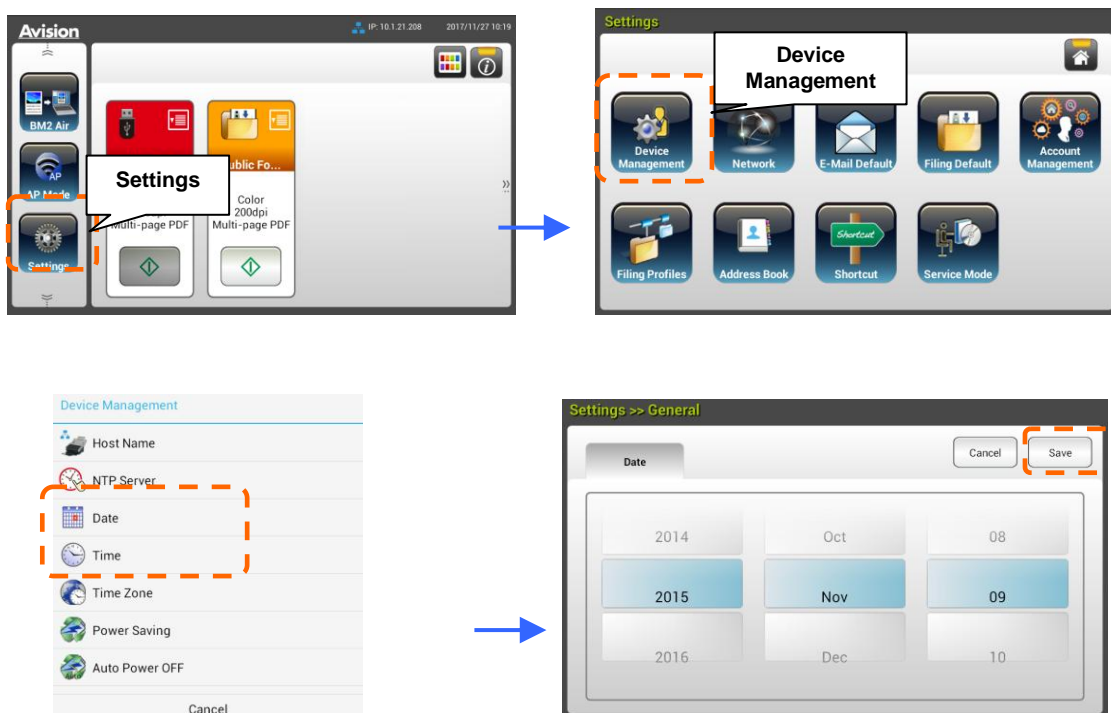 Avision
IP: 10.1.21.208 2017/11/27 10:19
BM2 Air
AP Mode
Settings
Settings
Public Fo...
Color
200dpi
Multi-page PDF
Multi-page PDF
Settings
Device
Management
Device
Management
Network
E-Mail Default
Filing Default
Account
Management
Filing Profiles
Address Book
Shortcut
Shortcut
Service Mode
Device Management
Host Name
NTP Server
Date
Time
Time Zone
Power Saving
Auto Power OFF
Cancel
Settings >> General
Date
Cancel
Save
2014 Oct 08
2015 Nov 09
2016 Dec 10